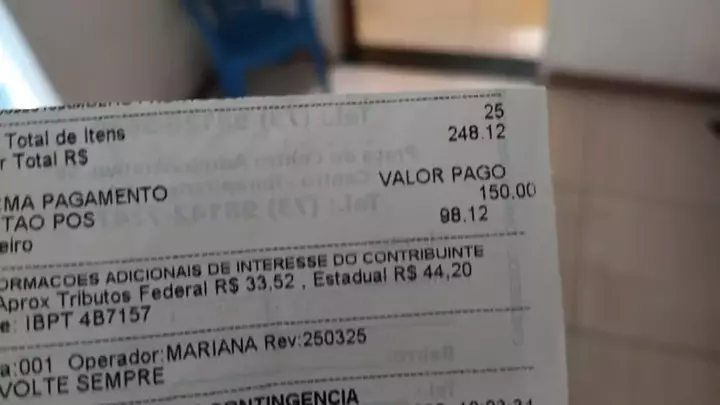 Total de Itens 25
r Total R$ 248.12
RMA PAGAMENTO VALOR PAGO
TAO POS 150.00
eiro 98.12
ORMACOES ADICIONAIS DE INTERESSE DO CONTRIBUINTE
Aprox Tributos Federal R$ 33,52 , Estadual R$ 44,20
e: IBPT 4B7157
a:001 Operador:MARIANA Rev:250325
VOLTE SEMPRE
CONTINGENCIA